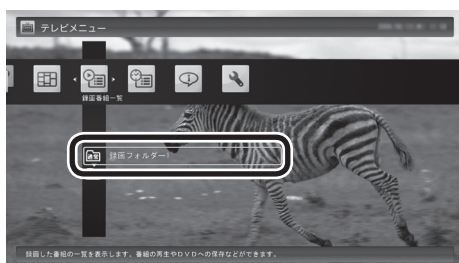 テレビメニュー
録画番組一覧
録画フォルダー
録画した番組の一覧を表示します。番組の再生やDVDへの保存などができます。